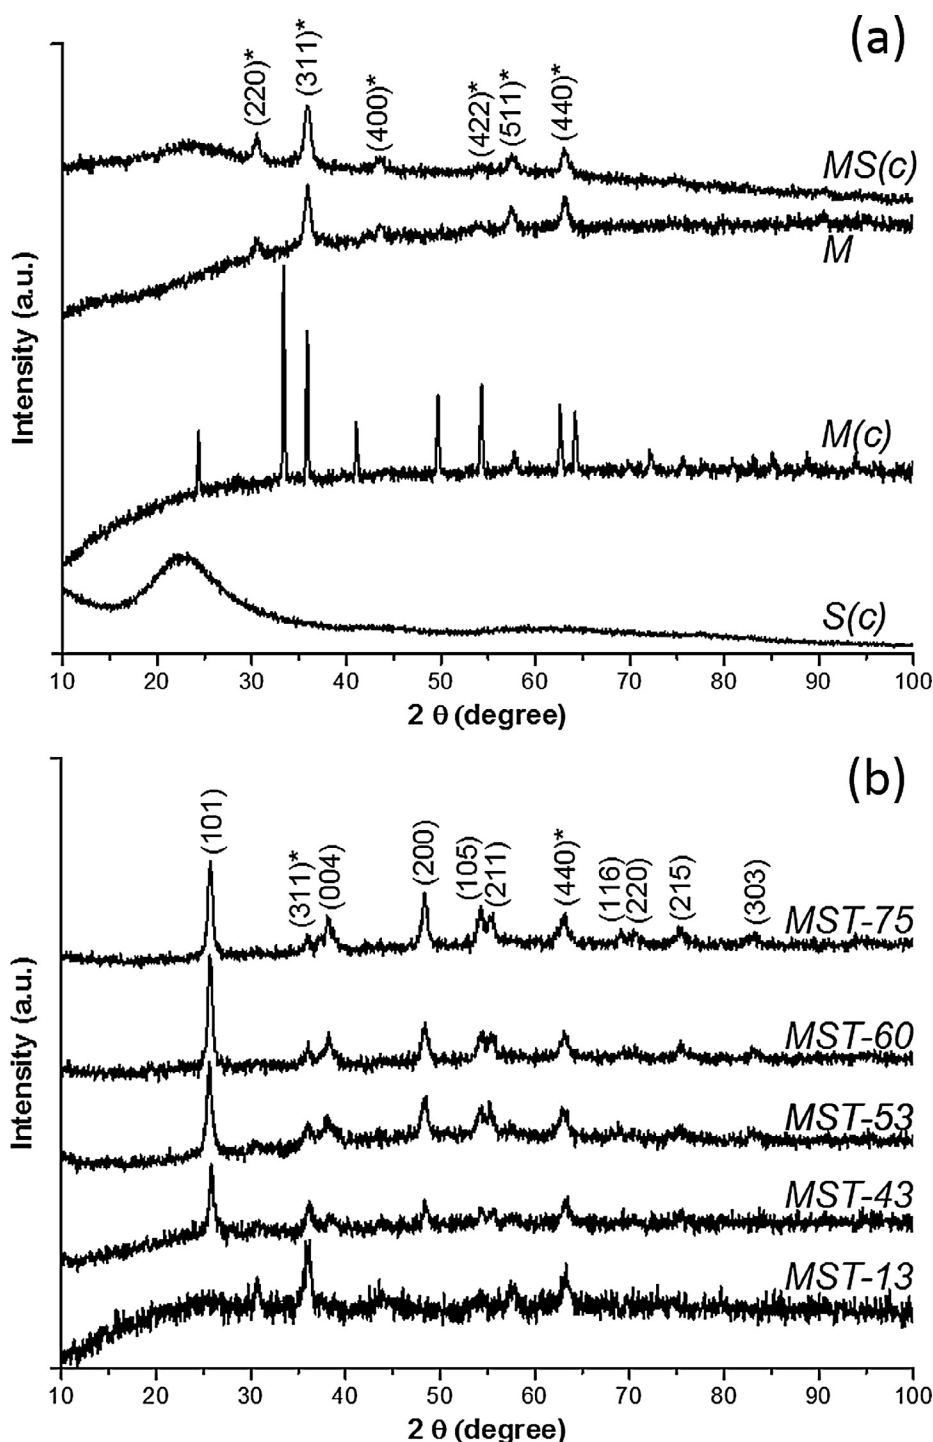 (a)
(220)*
(311)*
(400)*
(422)*
(511)*
(440)*
MS(c)
M
M(c)
S(c)
Intensity (a.u.)
10 20 30 40 50 60 70 80 90 100
2 θ (degree)
(b)
(101)
(311)*
(004)
(200)
(105)
(211)
(440)*
(116)
(220)
(215)
(303)
MST-75
MST-60
MST-53
MST-43
MST-13
Intensity (a.u.)
10 20 30 40 50 60 70 80 90 100
2 θ (degree)